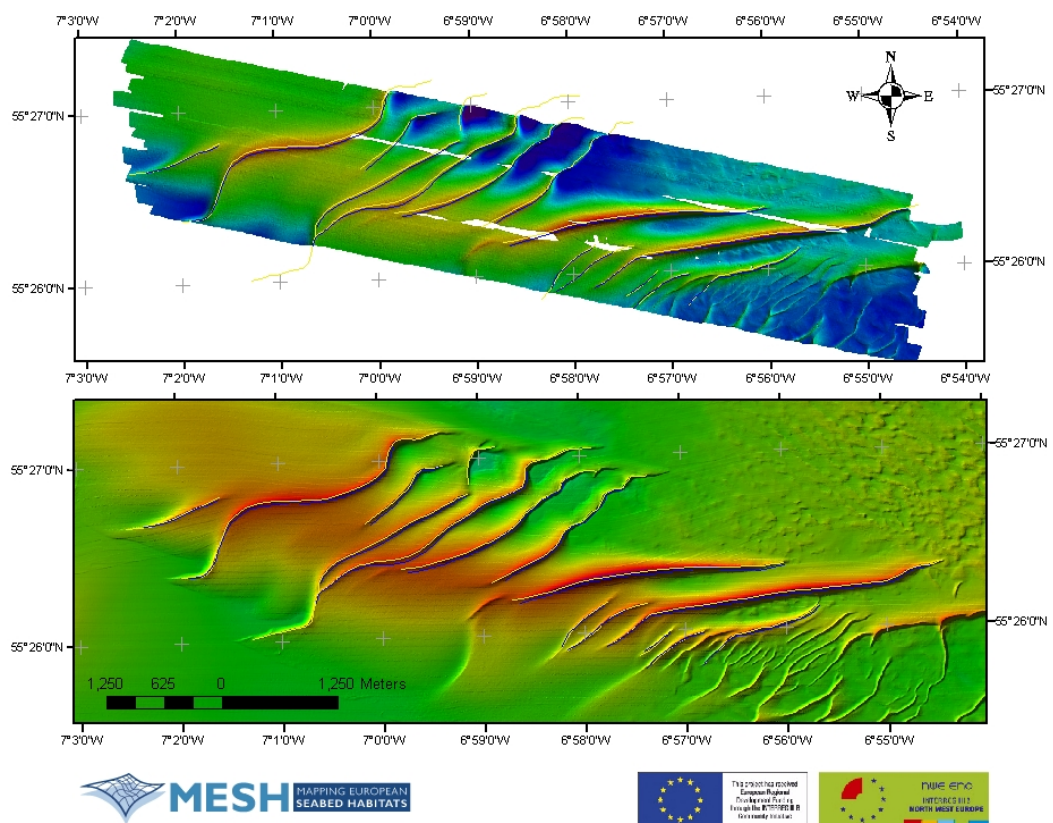 7°3'0"W 7°2'0"W 7°1'0"W 7°0'0"W 6°59'0"W 6°58'0"W 6°57'0"W 6°56'0"W 6°55'0"W 6°54'0"W
N
W E
S
55°27'0"N 55°27'0"N
55°26'0"N 55°26'0"N
7°3'0"W 7°2'0"W 7°1'0"W 7°0'0"W 6°59'0"W 6°58'0"W 6°57'0"W 6°56'0"W 6°55'0"W 6°54'0"W
55°27'0"N 55°27'0"N
55°26'0"N 55°26'0"N
1,250 625 0 1,250 Meters
7°3'0"W 7°2'0"W 7°1'0"W 7°0'0"W 6°59'0"W 6°58'0"W 6°57'0"W 6°56'0"W 6°55'0"W
MESH MAPPING EUROPEAN
SEABED HABITATS
This project has received
European Regional
Development Funding
through the INTERREG III B
Community Initiative
nwe eno
INTERREG III B
NORTH WEST EUROPE